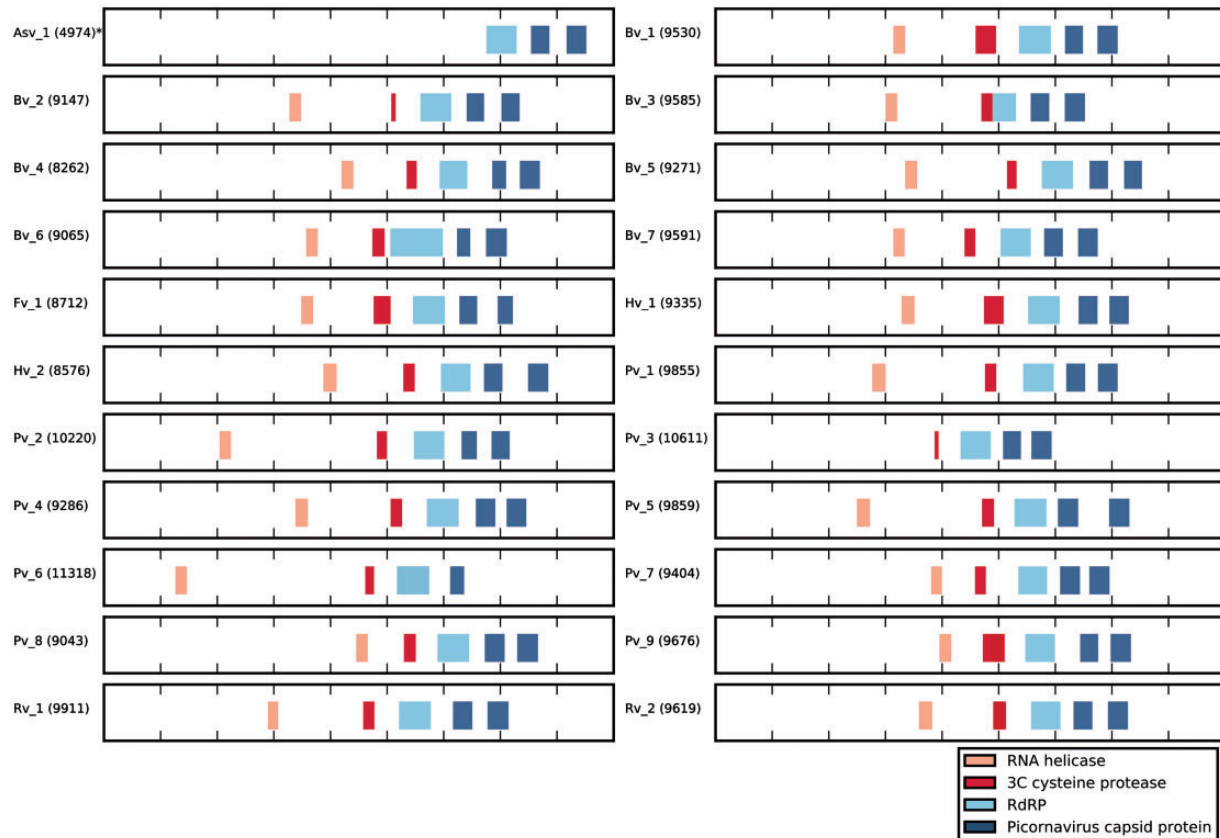 Asv_1 (4974)*
Bv_1 (9530)
Bv_2 (9147)
Bv_3 (9585)
Bv_4 (8262)
Bv_5 (9271)
Bv_6 (9065)
Bv_7 (9591)
Fv_1 (8712)
Hv_1 (9335)
Hv_2 (8576)
Pv_1 (9855)
Pv_2 (10220)
Pv_3 (10611)
Pv_4 (9286)
Pv_5 (9859)
Pv_6 (11318)
Pv_7 (9404)
Pv_8 (9043)
Pv_9 (9676)
Rv_1 (9911)
Rv_2 (9619)
RNA helicase
3C cysteine protease
RdRP
Picornavirus capsid protein